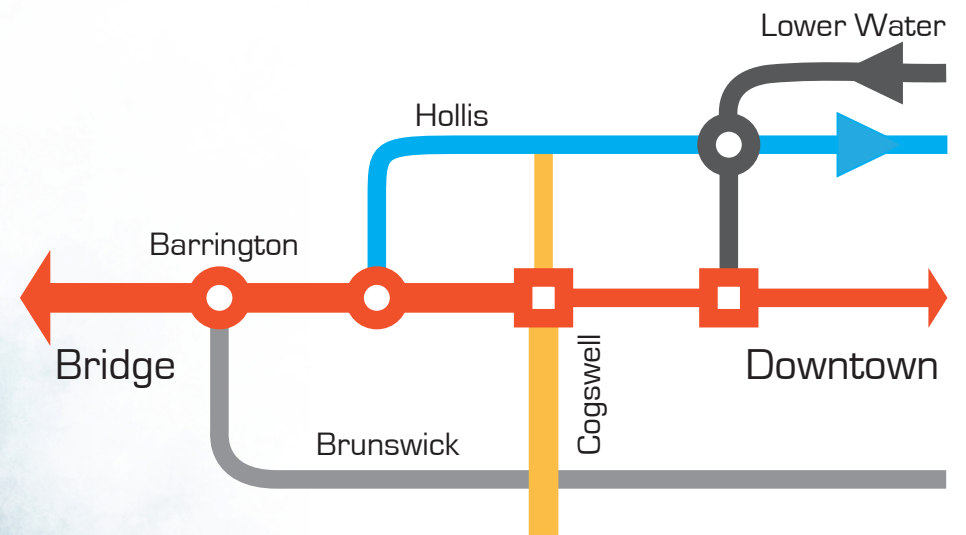 Lower Water
Hollis
Barrington
Bridge
Downtown
Cogswell
Brunswick